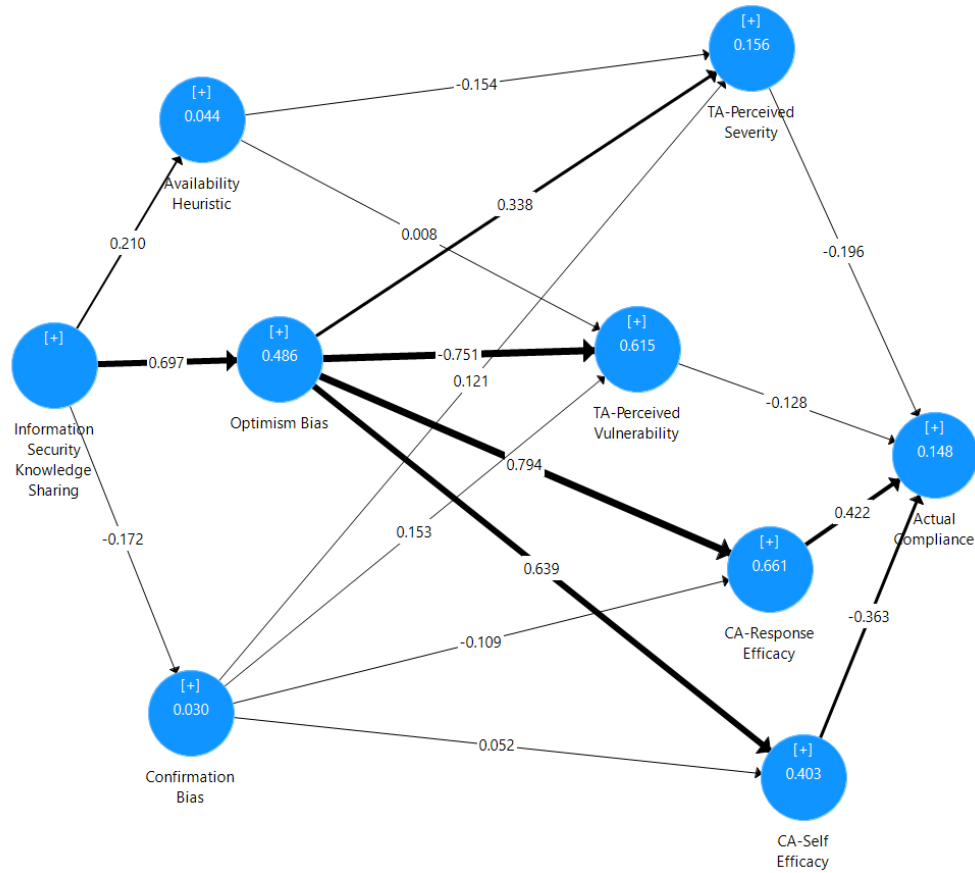 [+]
0.156
TA-Perceived
Severity
-0.154
[+]
0.044
Availability
Heuristic
0.338
0.008
0.210
-0.196
[+]
[+]
0.486
Optimism Bias
[+]
0.615
TA-Perceived
Vulnerability
0.697
-0.751
0.121
Information
Security
Knowledge
Sharing
-0.128
[+]
0.148
Actual
Compliance
0.794
0.422
-0.172
0.153
0.639
[+]
0.661
CA-Response
Efficacy
-0.363
-0.109
[+]
0.030
Confirmation
Bias
0.052
[+]
0.403
CA-Self
Efficacy